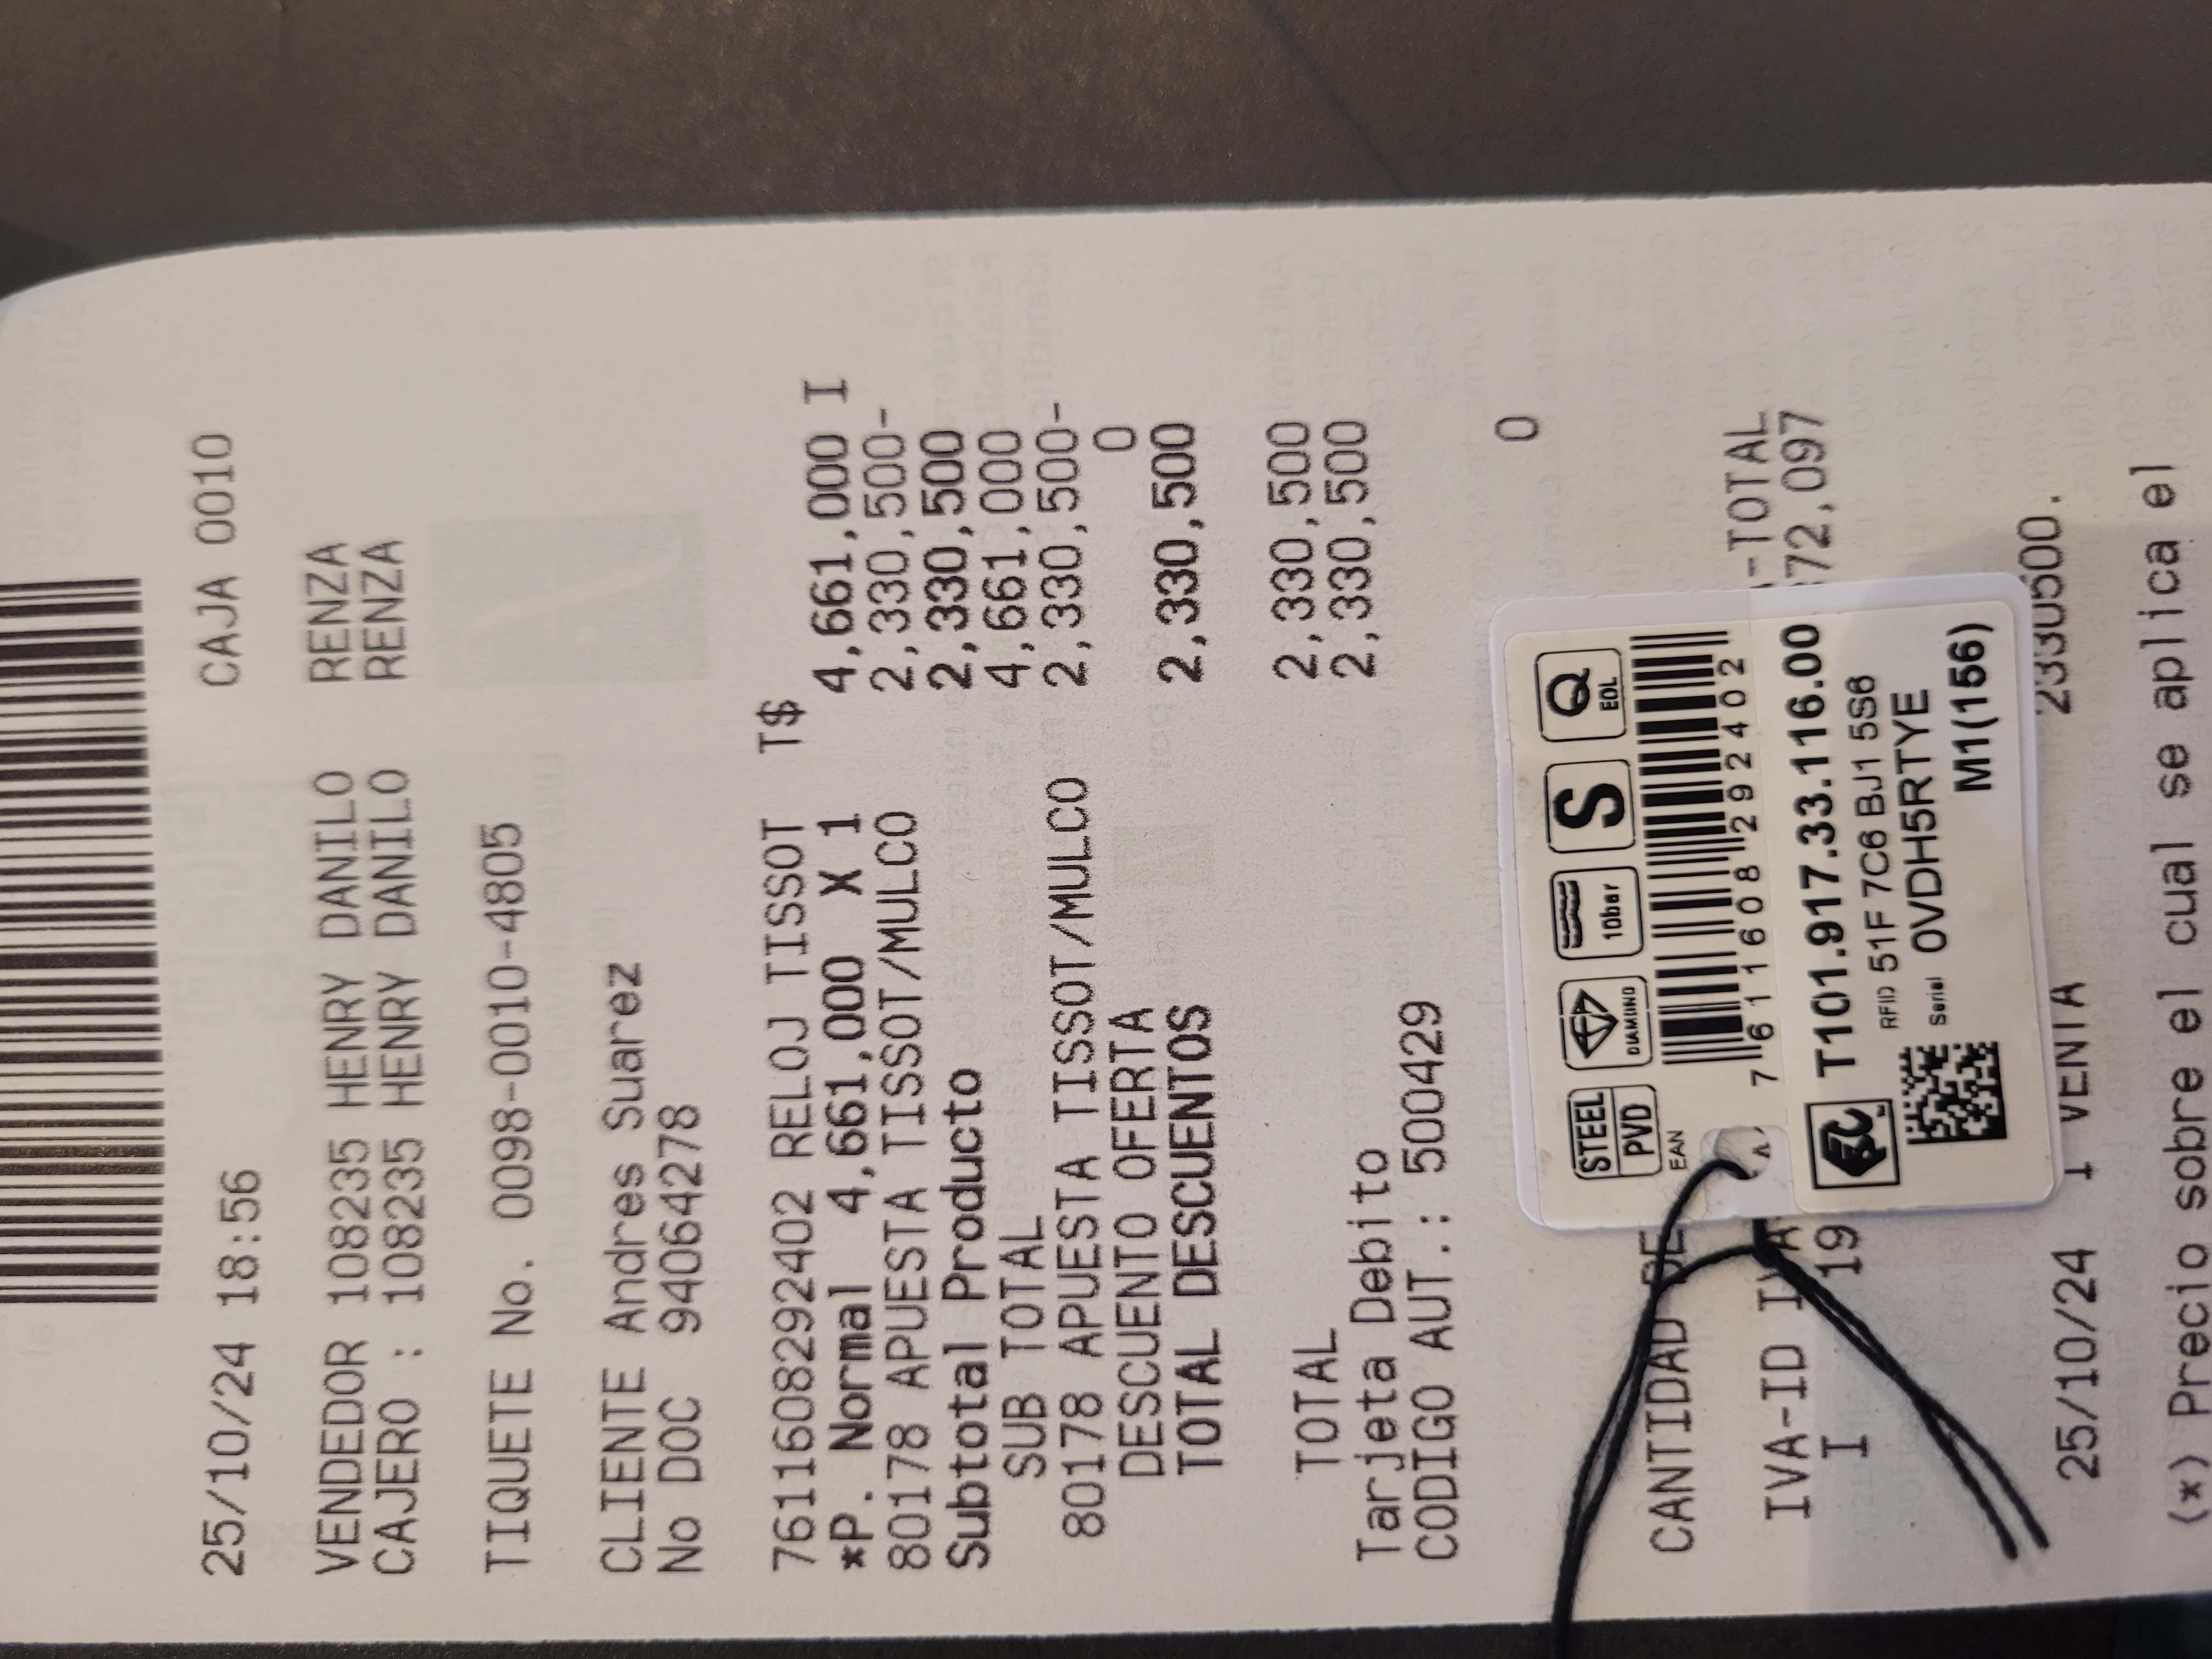 25/10/24 18:56 CAJA 0010
VENDEDOR 108235 HENRY DANILO RENZA
CAJERO : 108235 HENRY DANILO RENZA
TIQUETE No. 0098-0010-4805
CLIENTE Andres Suarez
No DOC 94064278
7611608292402 RELOJ TISSOT T$
*P. Normal 4,661,000 X 1 4,661,000 I
80178 APUESTA TISSOT/MULCO 2,330,500-
Subtotal Producto 2,330,500
SUB TOTAL 4,661,000
80178 APUESTA TISSOT/MULCO 2,330,500-
DESCUENTO OFERTA 0
TOTAL DESCUENTOS 2,330,500
TOTAL 2,330,500
Tarjeta Debito 2,330,500
CODIGO AUT.: 500429
0
CANTIDAD DE
IVA-ID IVA -TOTAL
I 19 72,097
25/10/24 1 VENTA 2330500.
(*) Precio sobre el cual se aplica el
STEEL PVD
DIAMIND
10bar
S
Q EOL
EAN
7 611608 292402
T101.917.33.116.00
RFID 51F 7C6 BJ1 5S6
Serial 0VDH5RTYE
M1(156)